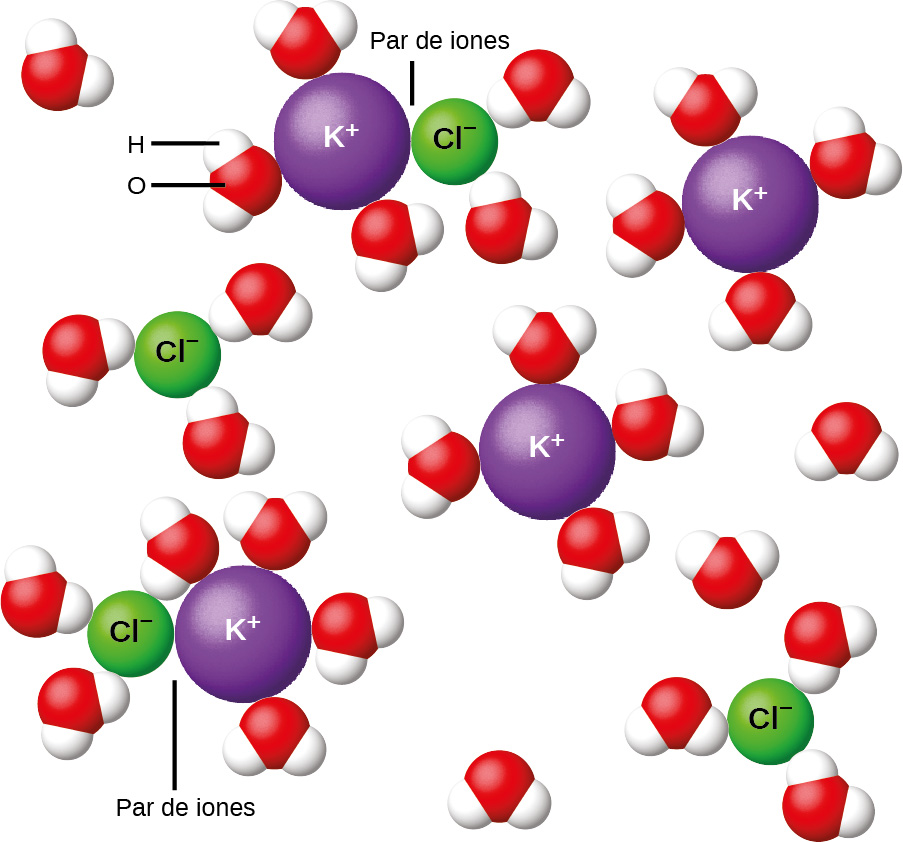 Par de iones
H
O
K⁺
Cl⁻
K⁺
Cl⁻
K⁺
Cl⁻
K⁺
Cl⁻
Par de iones